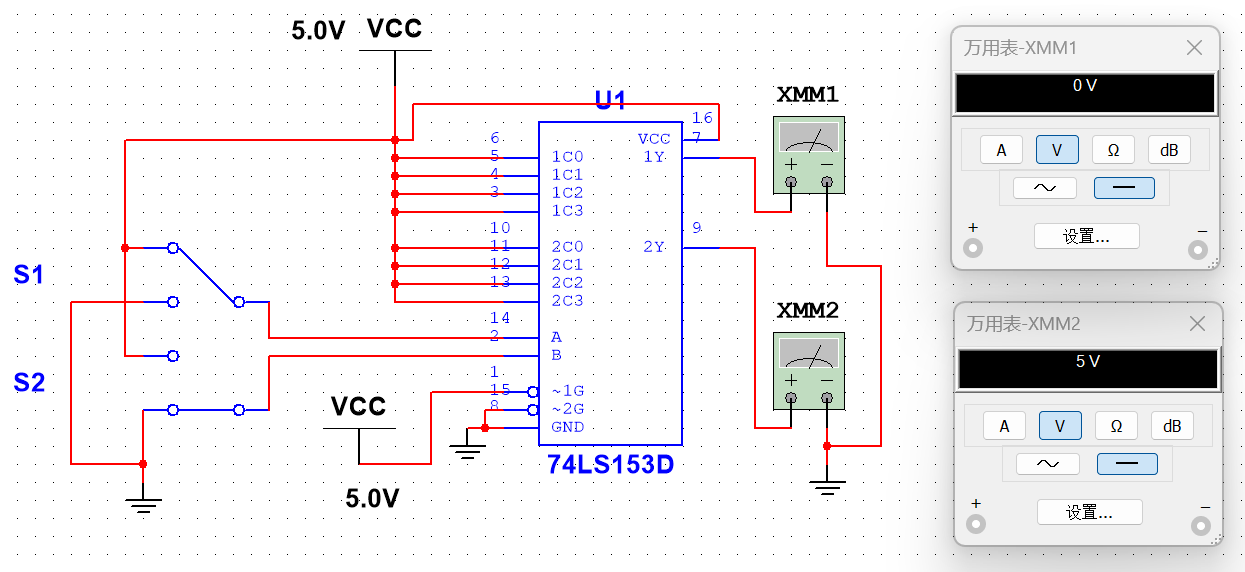 5.0V VCC
U1
XMM1
16
VCC
7
1Y
6
5
1C0
4
1C1
3
1C2
1C3
10
11
2C0
12
2C1
13
2C2
2C3
9
2Y
14
2
A
B
1
15
~1G
8
~2G
GND
74LS153D
S1
S2
VCC
5.0V
XMM2
万用表-XMM1
0 V
A V Ω dB
+ 设置... –
万用表-XMM2
5 V
A V Ω dB
+ 设置... –